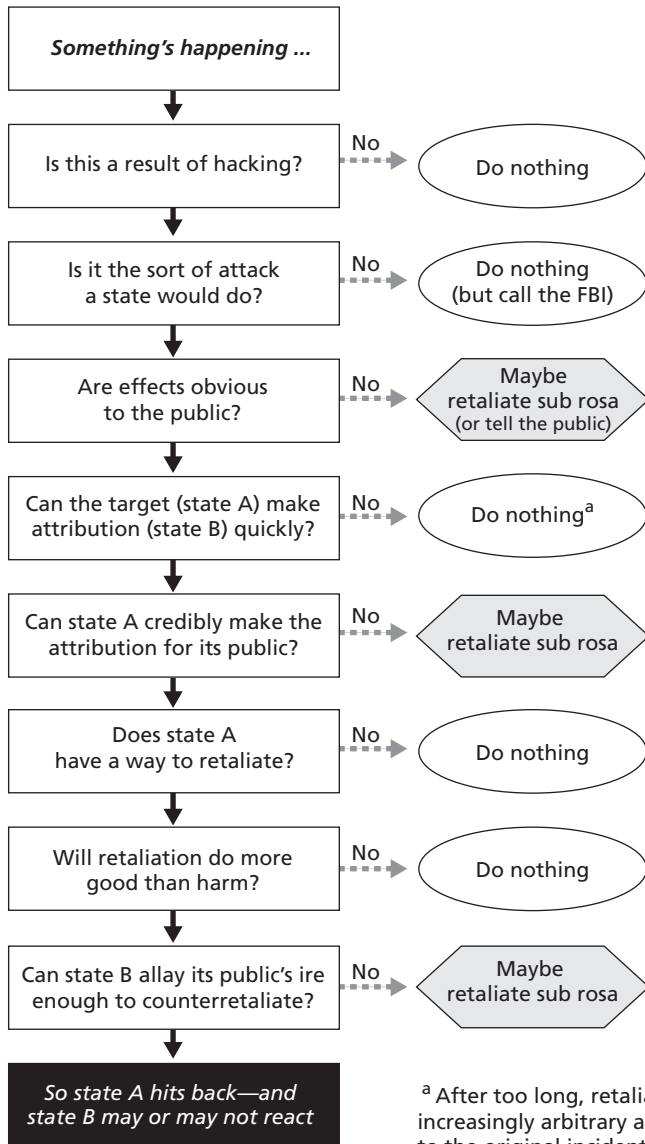 Something's happening ...
Is this a result of hacking?
No
Do nothing
Is it the sort of attack
a state would do?
No
Do nothing
(but call the FBI)
Are effects obvious
to the public?
No
Maybe
retaliate sub rosa
(or tell the public)
Can the target (state A) make
attribution (state B) quickly?
No
Do nothing^a
Can state A credibly make the
attribution for its public?
No
Maybe
retaliate sub rosa
Does state A
have a way to retaliate?
No
Do nothing
Will retaliation do more
good than harm?
No
Do nothing
Can state B allay its public's ire
enough to counterretaliate?
No
Maybe
retaliate sub rosa
So state A hits back—and
state B may or may not react
^a After too long,
increasingly arbitrary
to the original